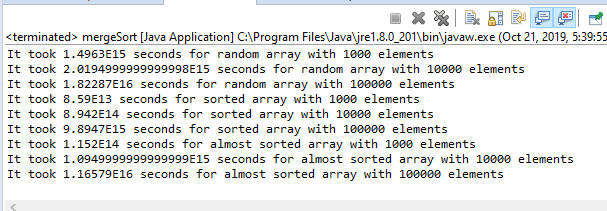 <terminated> mergeSort [Java Application] C:\Program Files\Java\jre1.8.0_201\bin\javaw.exe (Oct 21, 2019, 5:39:55
It took 1.4963E15 seconds for random array with 1000 elements
It took 2.0194999999999998E15 seconds for random array with 10000 elements
It took 1.82287E16 seconds for random array with 100000 elements
It took 8.59E13 seconds for sorted array with 1000 elements
It took 8.942E14 seconds for sorted array with 10000 elements
It took 9.8947E15 seconds for sorted array with 100000 elements
It took 1.152E14 seconds for almost sorted array with 1000 elements
It took 1.0949999999999999E15 seconds for almost sorted array with 10000 elements
It took 1.16579E16 seconds for almost sorted array with 100000 elements